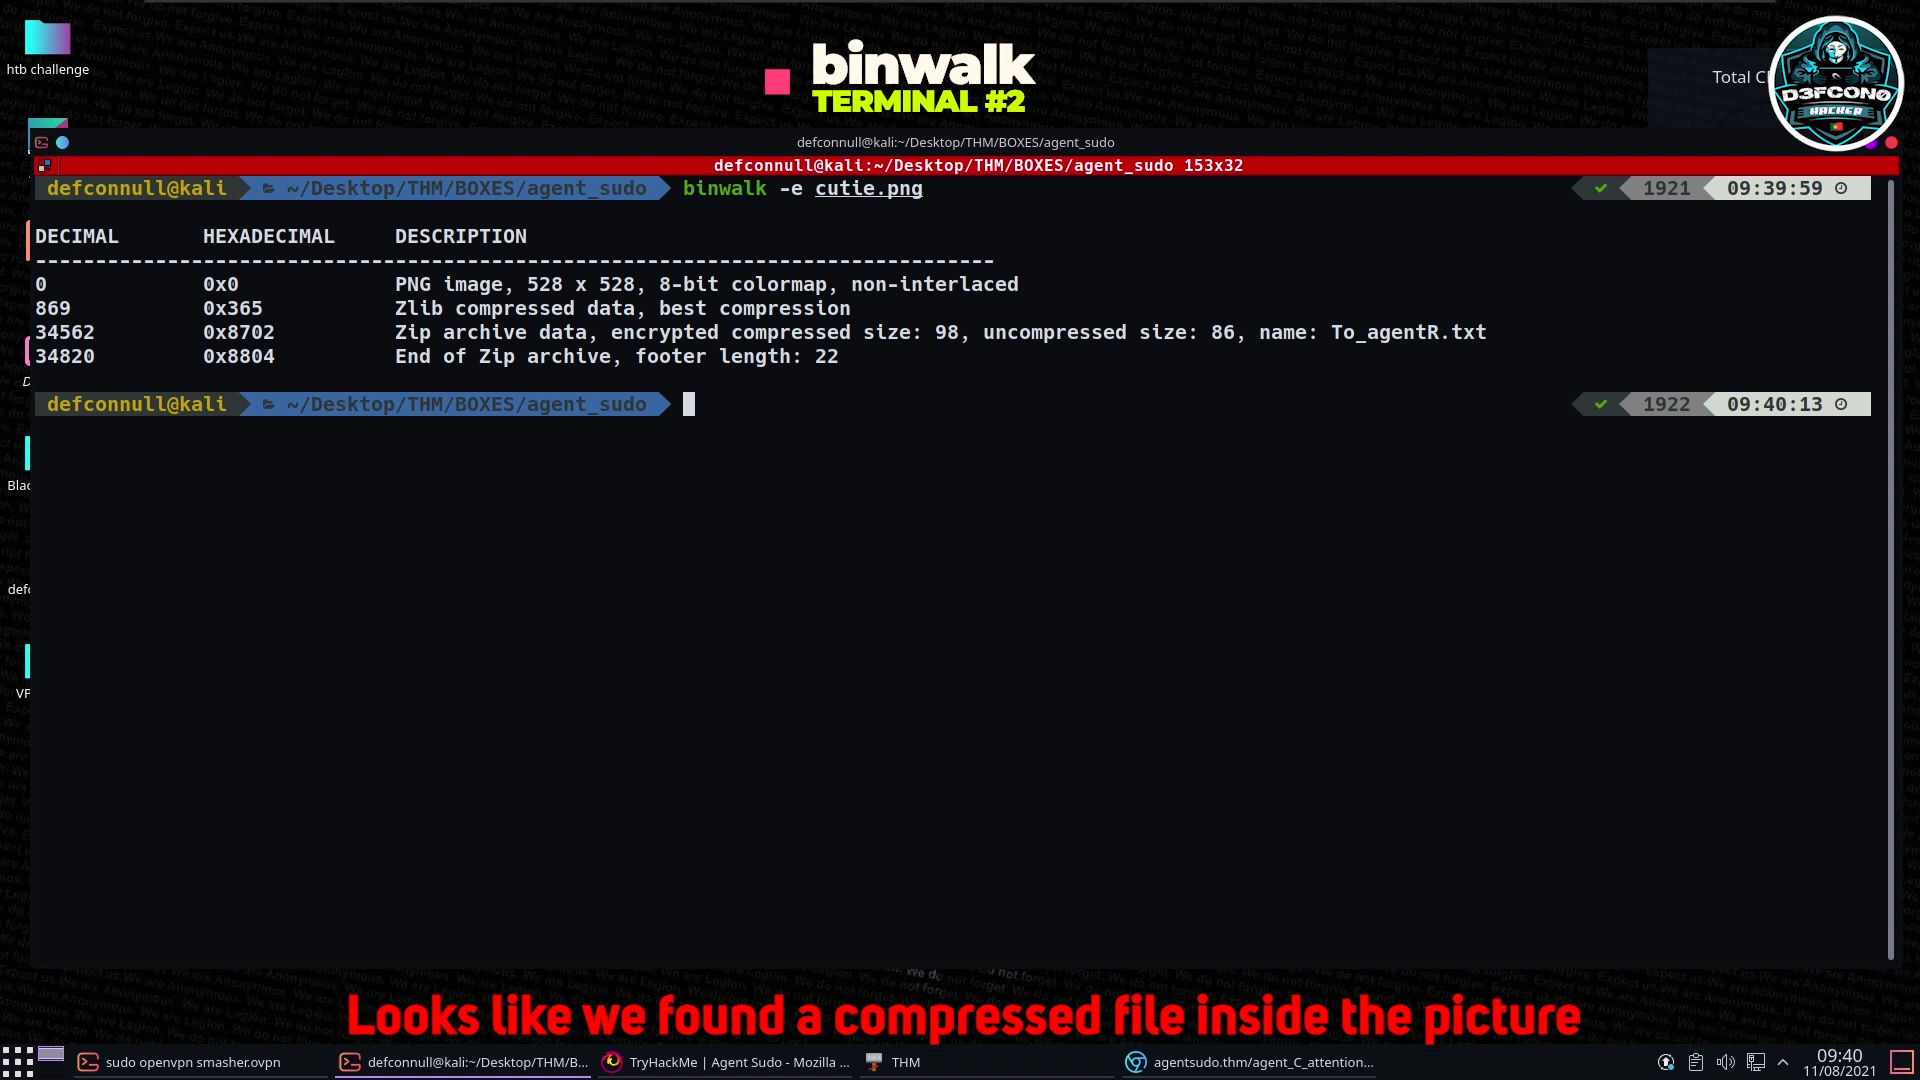 htb challenge
binwalk
TERMINAL #2
Total C
D3FCON0
HACKER
defconnull@kali:~/Desktop/THM/BOXES/agent_sudo
defconnull@kali:~/Desktop/THM/BOXES/agent_sudo 153x32
defconnull@kali ~/Desktop/THM/BOXES/agent_sudo binwalk -e cutie.png 1921 09:39:59
DECIMAL HEXADECIMAL DESCRIPTION
--------------------------------------------------------------------------------
0 0x0 PNG image, 528 x 528, 8-bit colormap, non-interlaced
869 0x365 Zlib compressed data, best compression
34562 0x8702 Zip archive data, encrypted compressed size: 98, uncompressed size: 86, name: To_agentR.txt
34820 0x8804 End of Zip archive, footer length: 22
defconnull@kali ~/Desktop/THM/BOXES/agent_sudo 1922 09:40:13
D
Blac
defc
VP
Looks like we found a compressed file inside the picture
sudo openvpn smasher.ovpn
defconnull@kali:~/Desktop/THM/B...
TryHackMe | Agent Sudo - Mozilla ...
THM
agentsudo.thm/agent_C_attention...
09:40
11/08/2021